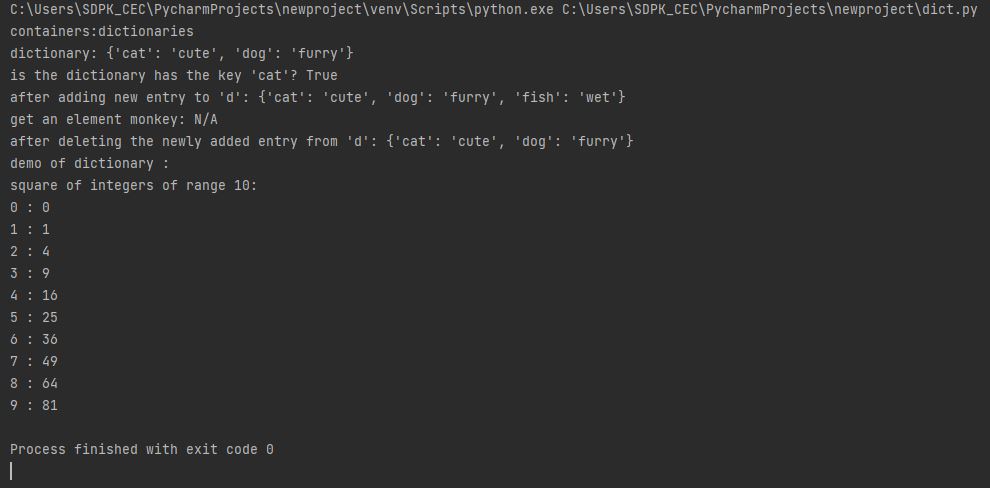 C:\Users\SDPK_CEC\PycharmProjects\newproject\venv\Scripts\python.exe C:\Users\SDPK_CEC\PycharmProjects\newproject\dict.py
containers:dictionaries
dictionary: {'cat': 'cute', 'dog': 'furry'}
is the dictionary has the key 'cat'? True
after adding new entry to 'd': {'cat': 'cute', 'dog': 'furry', 'fish': 'wet'}
get an element monkey: N/A
after deleting the newly added entry from 'd': {'cat': 'cute', 'dog': 'furry'}
demo of dictionary :
square of integers of range 10:
0 : 0
1 : 1
2 : 4
3 : 9
4 : 16
5 : 25
6 : 36
7 : 49
8 : 64
9 : 81
Process finished with exit code 0